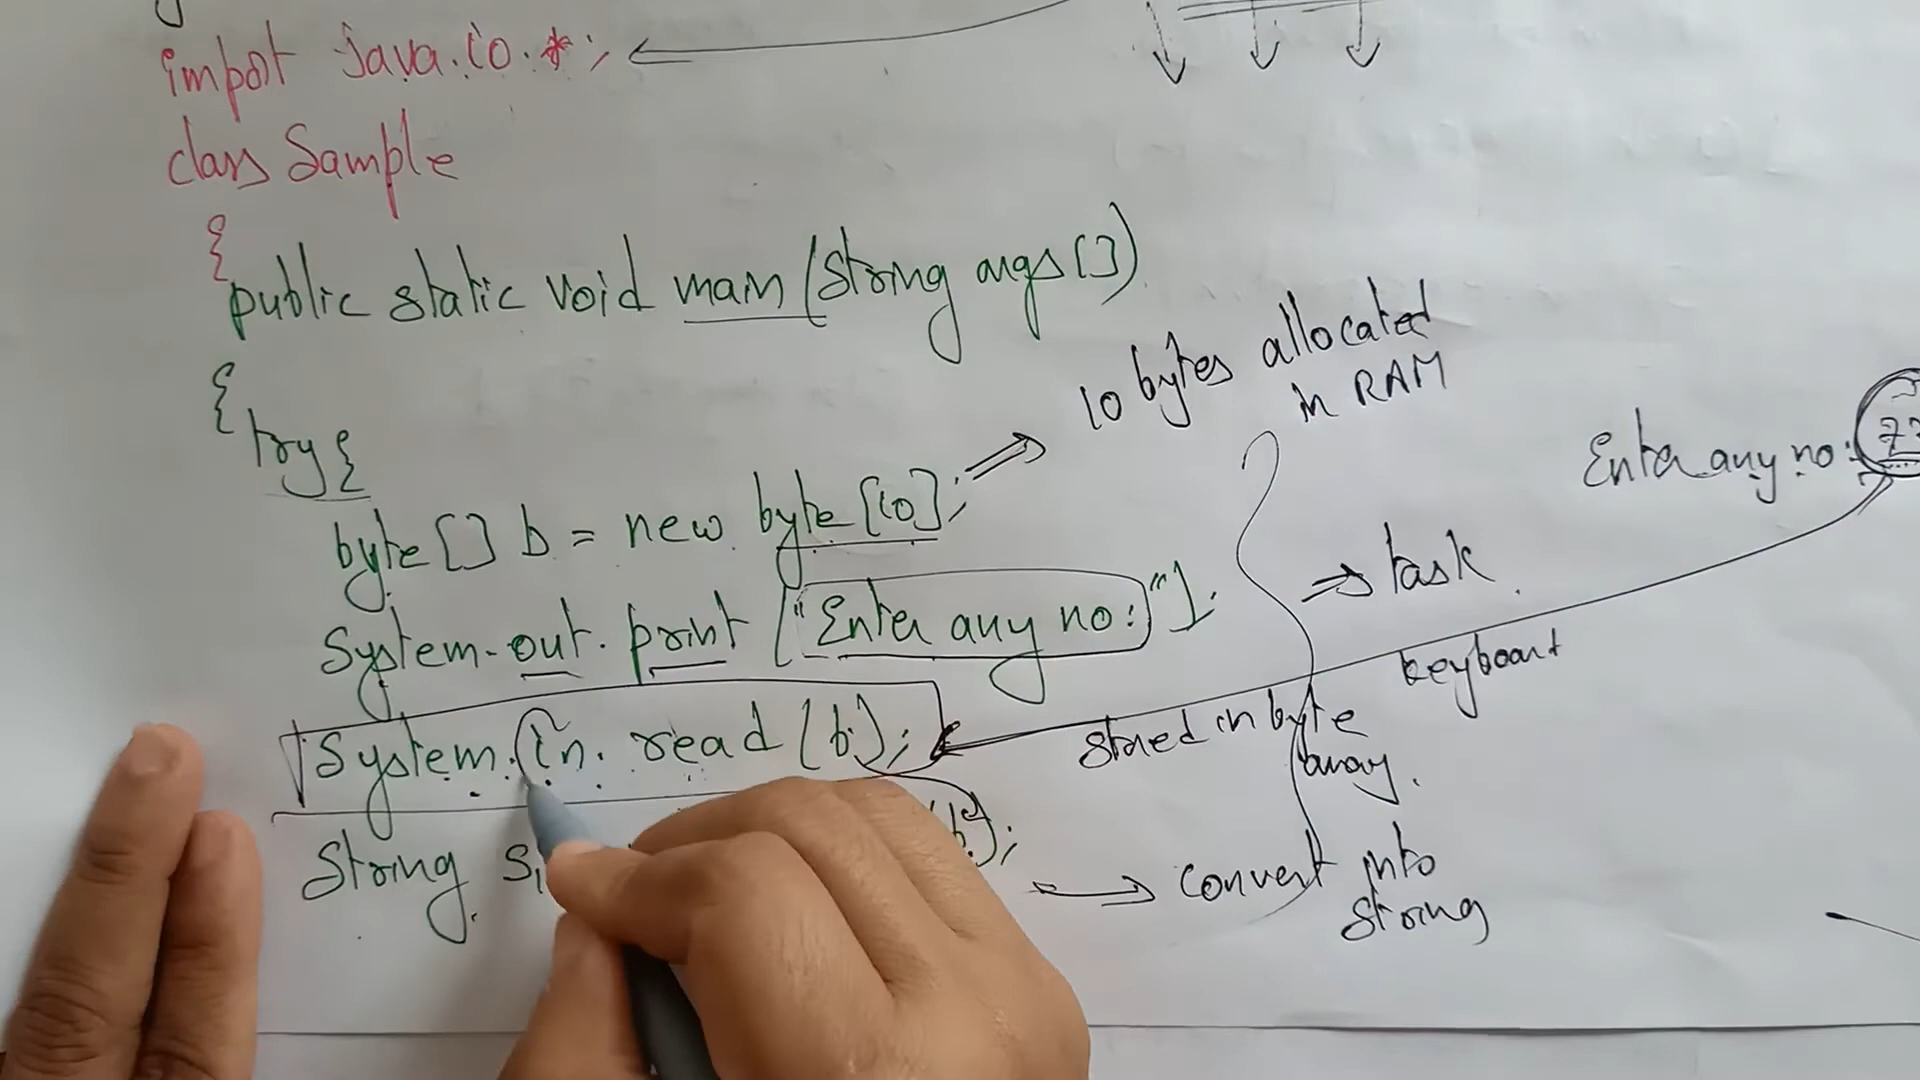 import java.io.*;
class Sample
{
public static void main (String args[])
{
try{
byte[] b = new byte[10];
10 bytes allocated
in RAM
System.out.print ("Enter any no:");
System.in.read (b);
String s
b);
Enter any no: 77
⇒ task
keyboard
stored in byte
array.
convert into
string